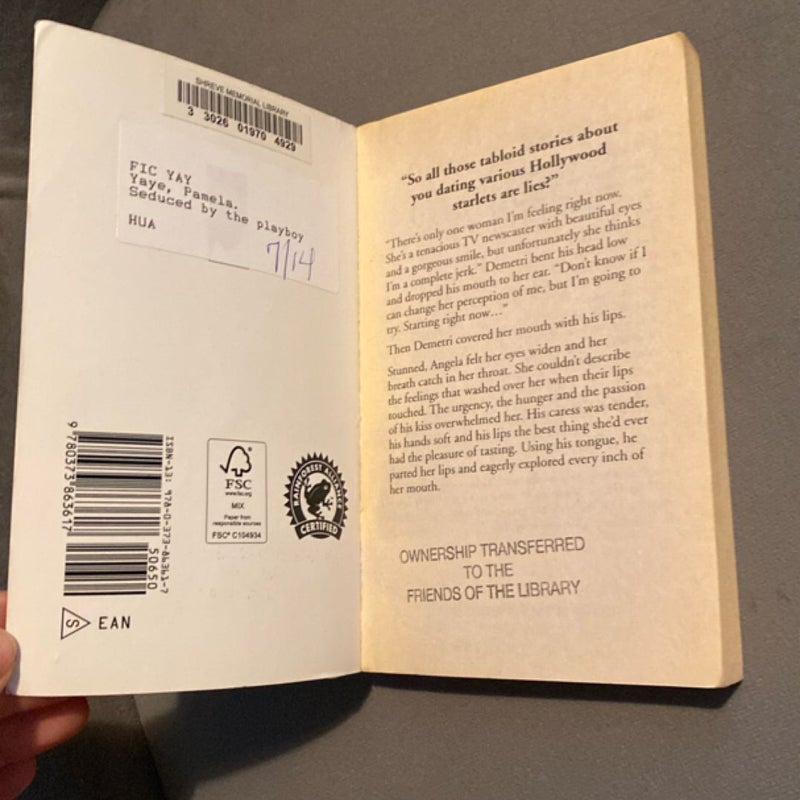 SHREVE MEMORIAL LIBRARY
3 3026 01970 4929
FIC YAY
Yaye, Pamela.
Seduced by the playboy
HUA
7/14
9 780373 863617
ISBN-13: 978-0-373-86361-7
50650
S
EAN
FSC®
www.fsc.org
MIX
Paper from
responsible sources
FSC® C104934
RAINFOREST ALLIANCE
CERTIFIED
“So all those tabloid stories about
you dating various Hollywood
starlets are lies?”
“There’s only one woman I’m feeling right now.
She’s a tenacious TV newscaster with beautiful eyes
and a gorgeous smile, but unfortunately she thinks
I’m a complete jerk.” Demetri bent his head low
and dropped his mouth to her ear. “Don’t know if I
can change her perception of me, but I’m going to
try. Starting right now…”
Then Demetri covered her mouth with his lips.
Stunned, Angela felt her eyes widen and her
breath catch in her throat. She couldn’t describe
the feelings that washed over her when their lips
touched. The urgency, the hunger and the passion
of his kiss overwhelmed her. His caress was tender,
his hands soft and his lips the best thing she’d ever
had the pleasure of tasting. Using his tongue, he
parted her lips and eagerly explored every inch of
her mouth.
OWNERSHIP TRANSFERRED
TO THE
FRIENDS OF THE LIBRARY